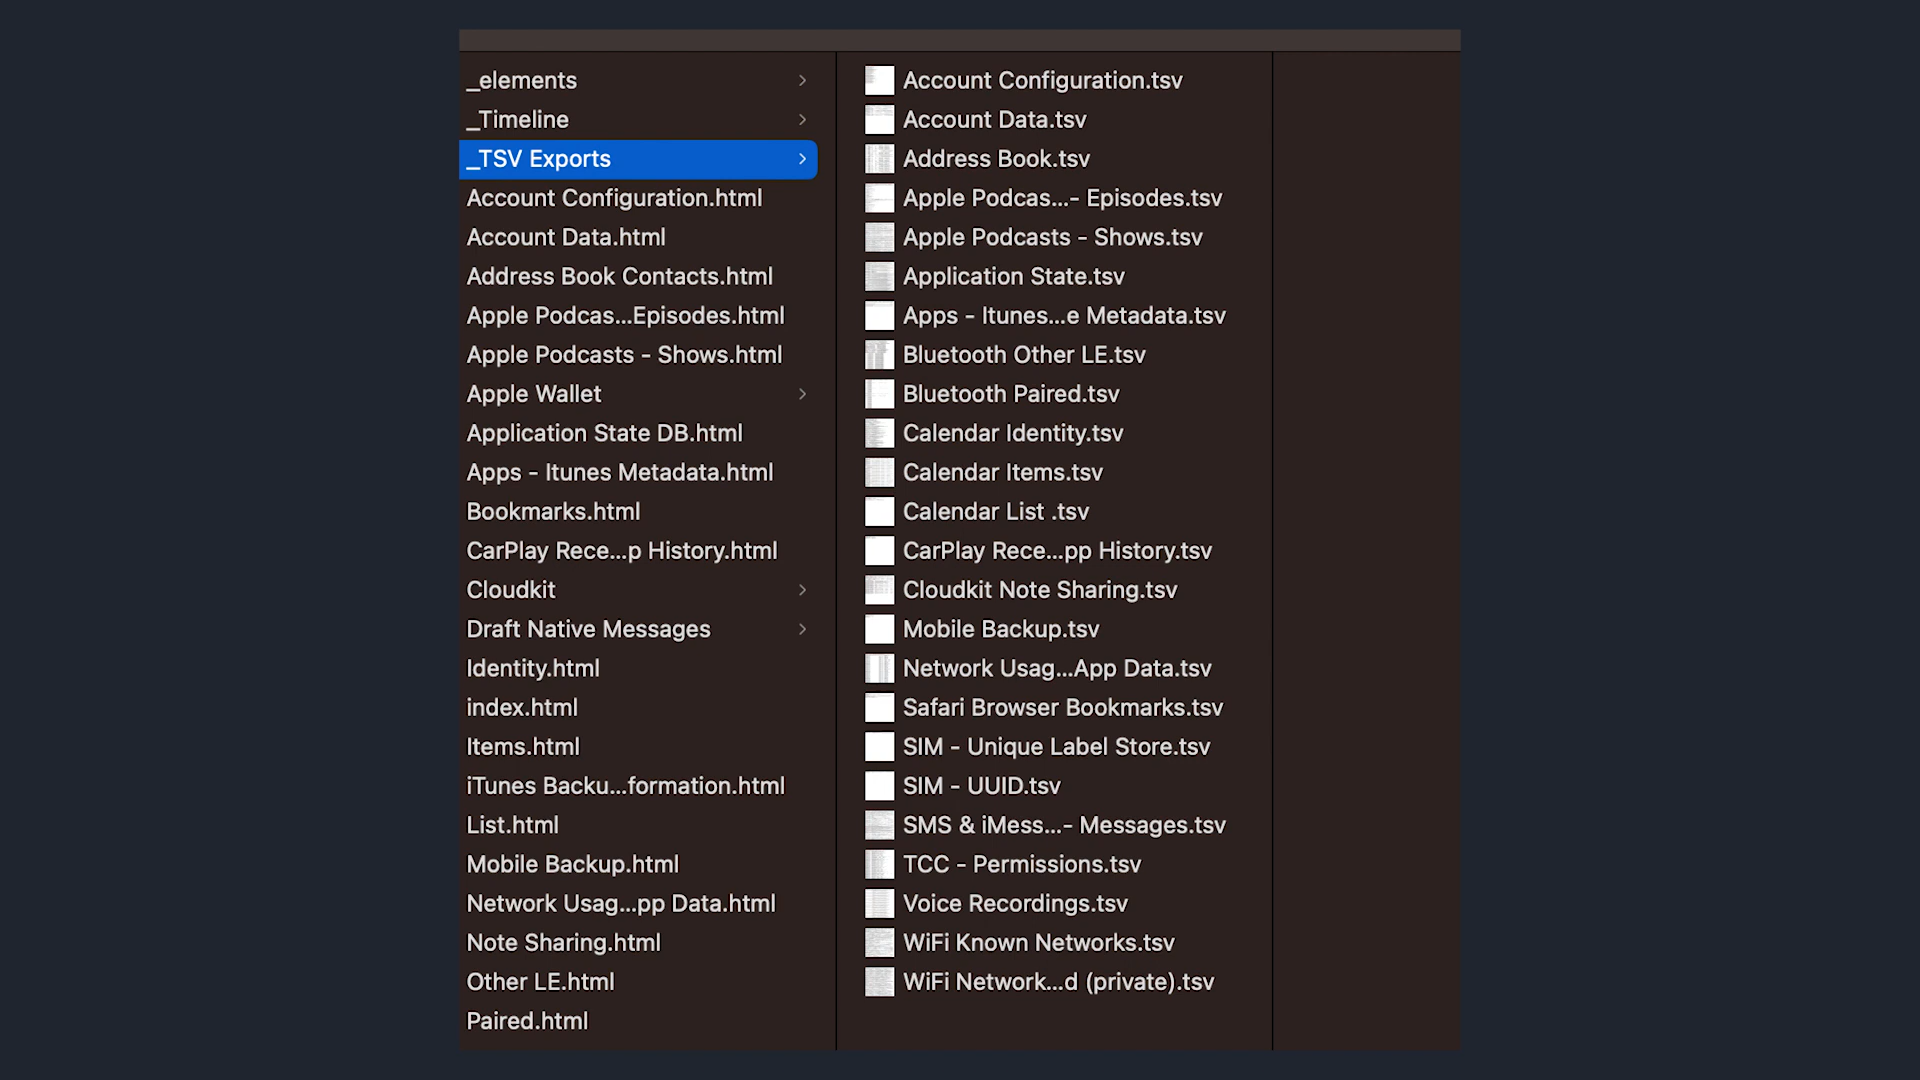 _elements
_Timeline
_TSV Exports
Account Configuration.html
Account Data.html
Address Book Contacts.html
Apple Podcas...Episodes.html
Apple Podcasts - Shows.html
Apple Wallet
Application State DB.html
Apps - Itunes Metadata.html
Bookmarks.html
CarPlay Rece...p History.html
Cloudkit
Draft Native Messages
Identity.html
index.html
Items.html
iTunes Backu...formation.html
List.html
Mobile Backup.html
Network Usag...pp Data.html
Note Sharing.html
Other LE.html
Paired.html
Account Configuration.tsv
Account Data.tsv
Address Book.tsv
Apple Podcas...- Episodes.tsv
Apple Podcasts - Shows.tsv
Application State.tsv
Apps - Itunes...e Metadata.tsv
Bluetooth Other LE.tsv
Bluetooth Paired.tsv
Calendar Identity.tsv
Calendar Items.tsv
Calendar List .tsv
CarPlay Rece...pp History.tsv
Cloudkit Note Sharing.tsv
Mobile Backup.tsv
Network Usag...App Data.tsv
Safari Browser Bookmarks.tsv
SIM - Unique Label Store.tsv
SIM - UUID.tsv
SMS & iMess...- Messages.tsv
TCC - Permissions.tsv
Voice Recordings.tsv
WiFi Known Networks.tsv
WiFi Network...d (private).tsv